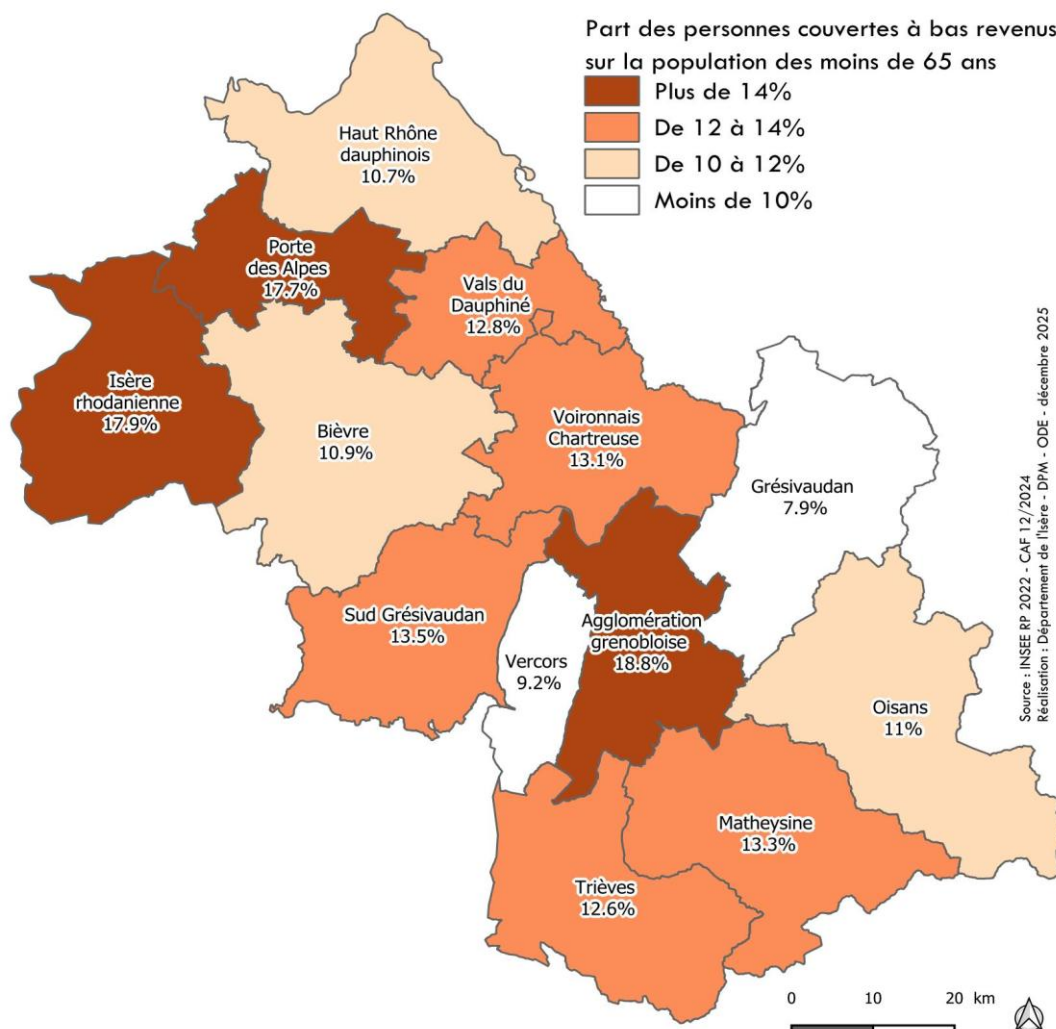 Part des personnes couvertes à bas revenus
sur la population des moins de 65 ans
Plus de 14%
De 12 à 14%
De 10 à 12%
Moins de 10%
Haut Rhône
dauphinois
10.7%
Porte
des Alpes
17.7%
Vals du
Dauphiné
12.8%
Isère
rhodanienne
17.9%
Bièvre
10.9%
Voironnais
Chartreuse
13.1%
Grésivaudan
7.9%
Sud Grésivaudan
13.5%
Vercors
9.2%
Agglomération
grenobloise
18.8%
Oisans
11%
Matheysine
13.3%
Trièves
12.6%
Source : INSEE RP 2022 - CAF 12/2024
Réalisation : Département de l'Isère - DPM - ODE - décembre 2025
0 10 20 km